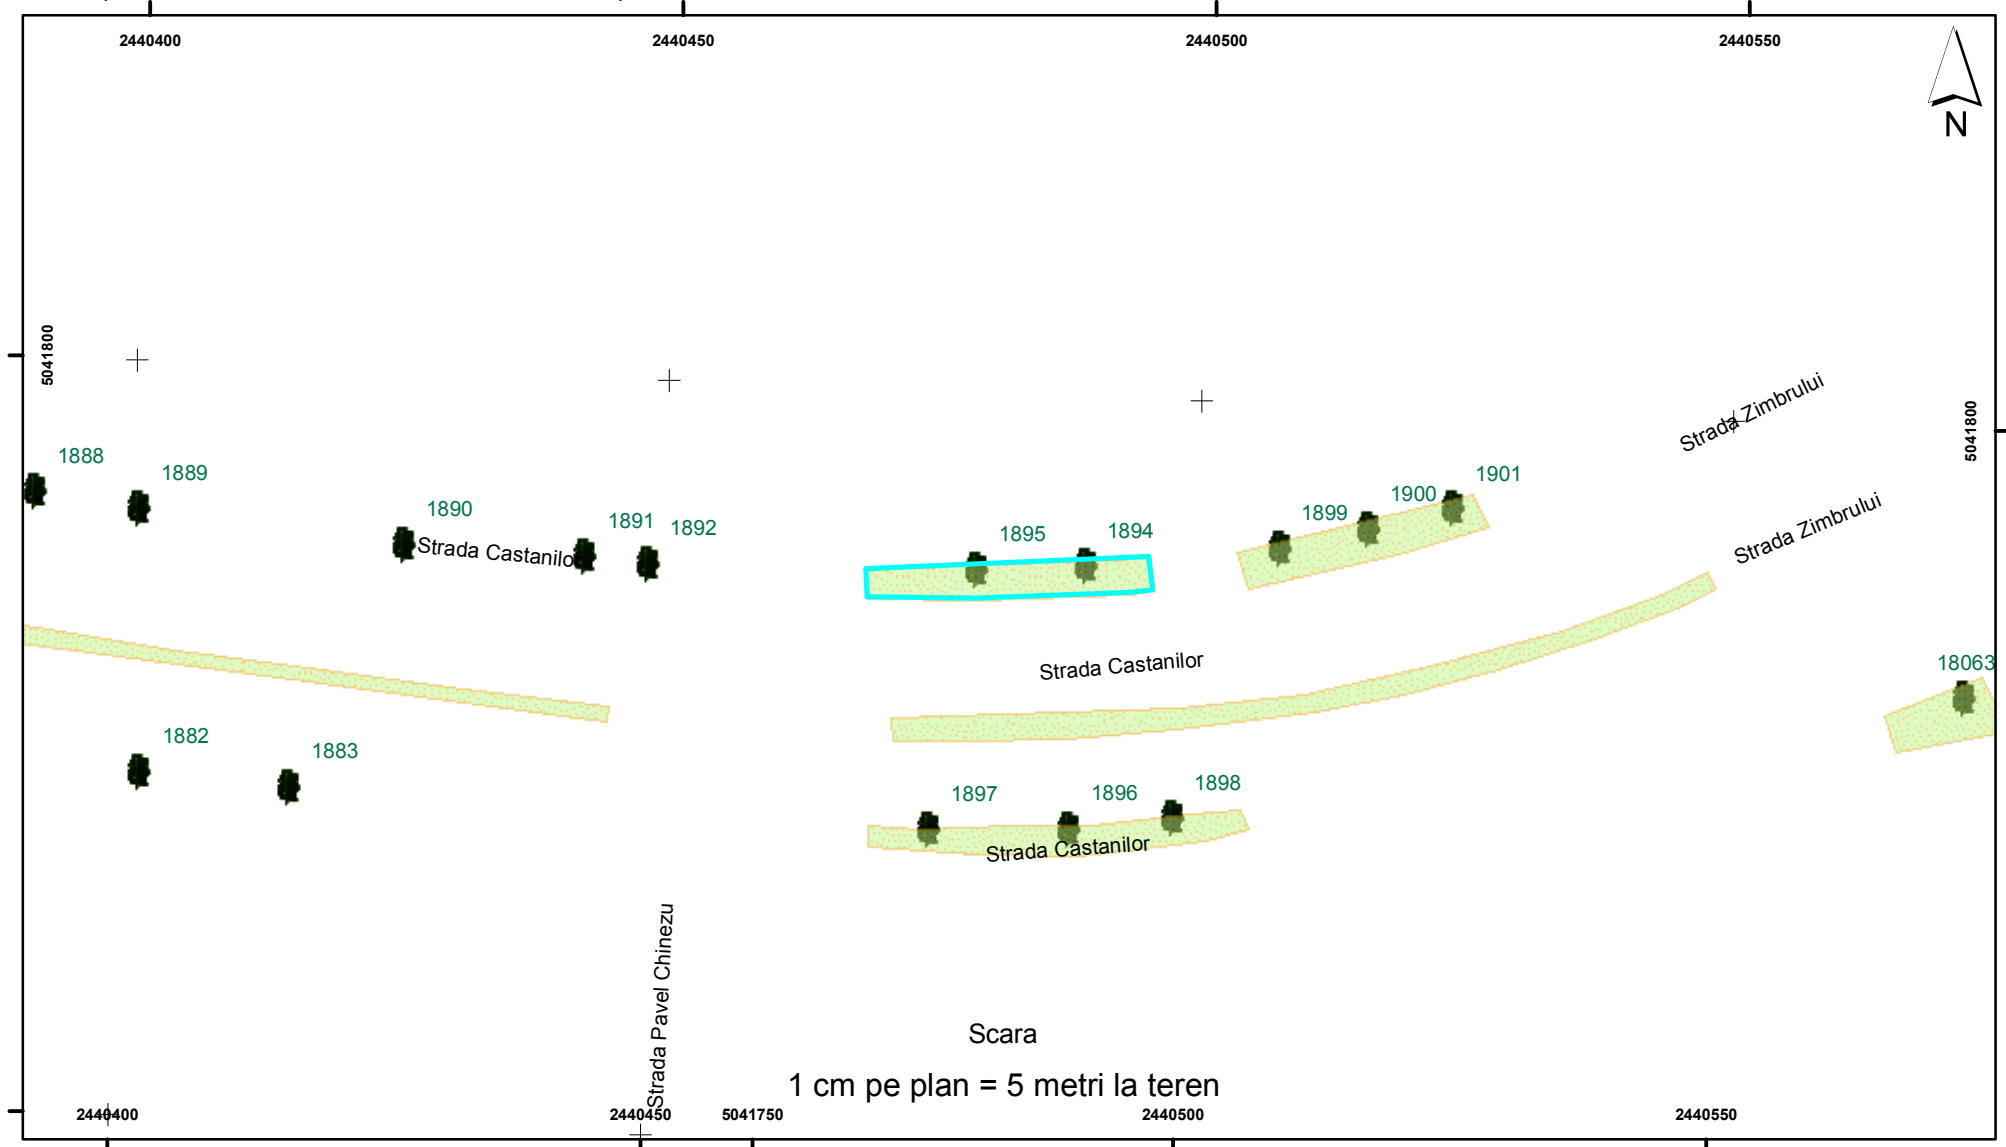 2440400 2440450 2440500 2440550
N
5041800
5041800
Strada Zimbrului
1888
1889
1901
1900
1899
1890
1891
1892
1895
1894
Strada Zimbrului
Strada Castanilo
Strada Castanilor
18063
1882
1883
1897
1896
1898
Strada Castanilor
Strada Pavel Chinezu
Scara
1 cm pe plan = 5 metri la teren
2440400 2440450 5041750 2440500 2440550